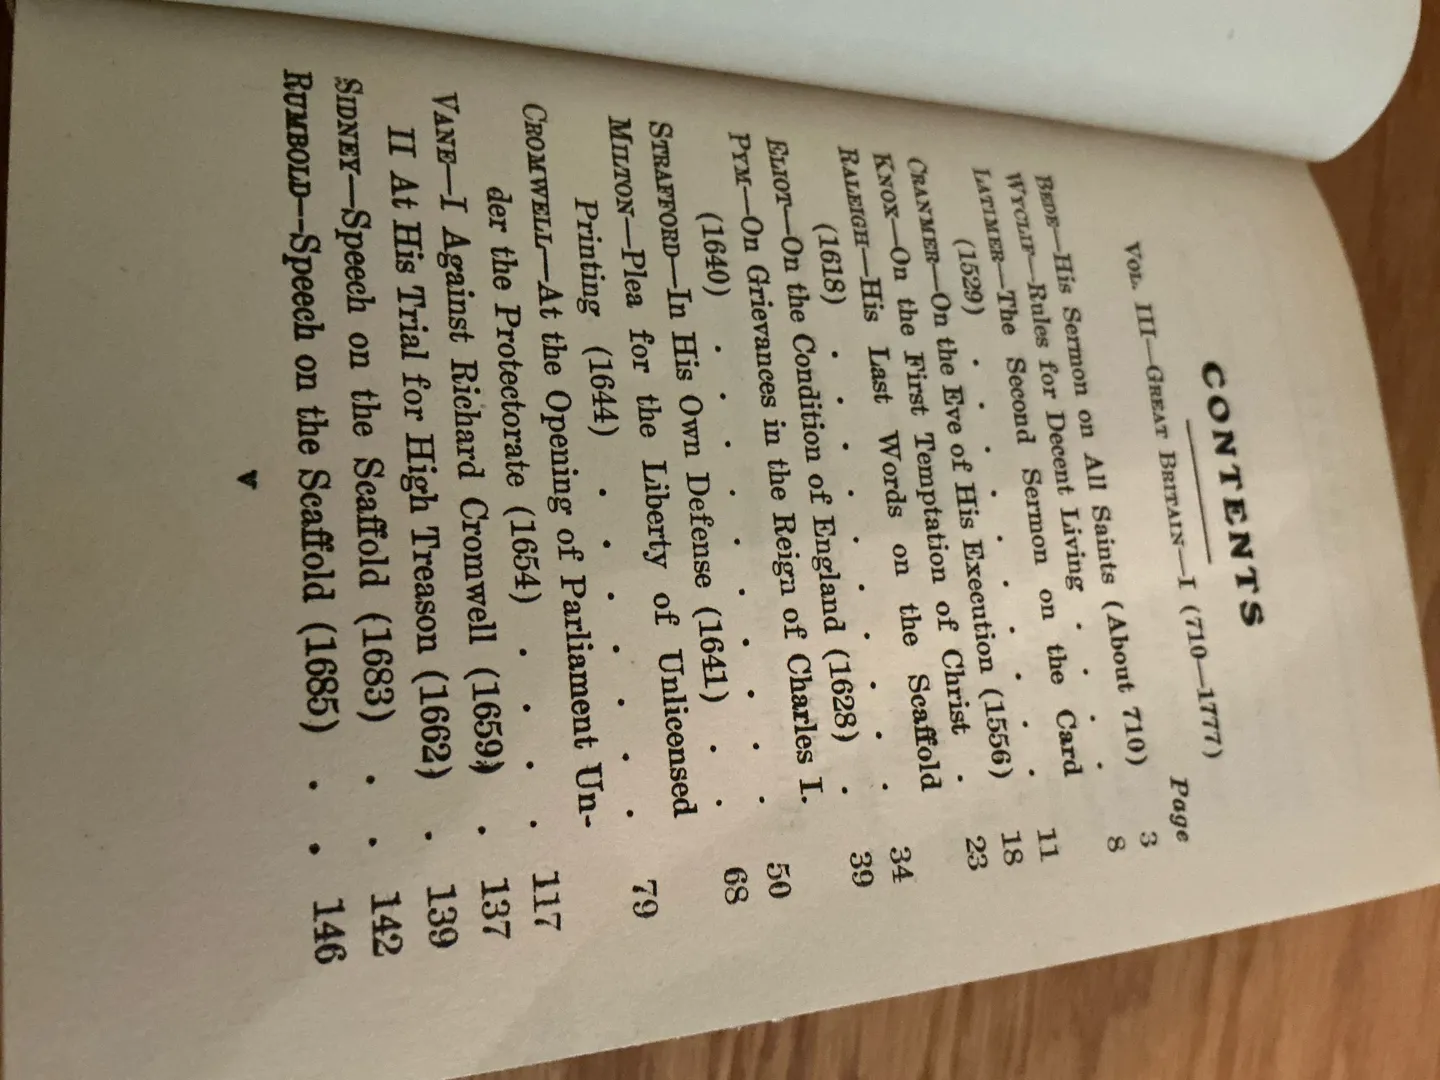 CONTENTS
VOL. III—GREAT BRITAIN—I (710—1777)
Page
BEDE—His Sermon on All Saints (About 710) 3
WYCLIF—Rules for Decent Living . . . . 8
LATIMER—The Second Sermon on the Card
(1529) . . . . . . . . 11
CRANMER—On the Eve of His Execution (1556) 18
KNOX—On the First Temptation of Christ . 23
RALEIGH—His Last Words on the Scaffold
(1618) . . . . . . . . 34
ELIOT—On the Condition of England (1628) . 39
PYM—On Grievances in the Reign of Charles I.
(1640) . . . . . . . . 50
STRAFFORD—In His Own Defense (1641) . . 68
MILTON—Plea for the Liberty of Unlicensed
Printing (1644) . . . . . . 79
CROMWELL—At the Opening of Parliament Un-
der the Protectorate (1654) . . . . 117
VANE—I Against Richard Cromwell (1659) . 137
II At His Trial for High Treason (1662) . 139
SIDNEY—Speech on the Scaffold (1683) . . 142
RUMBOLD—Speech on the Scaffold (1685) . . 146
v